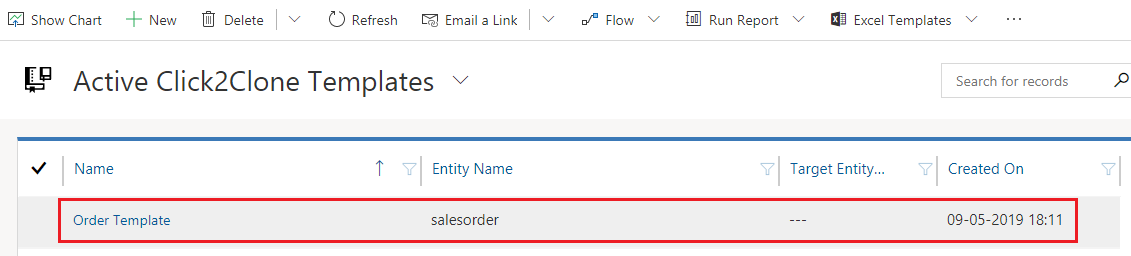 Show Chart + New Delete Refresh Email a Link Flow Run Report Excel Templates ...
Active Click2Clone Templates
Search for records
Name Entity Name Target Entity... Created On
Order Template salesorder --- 09-05-2019 18:11